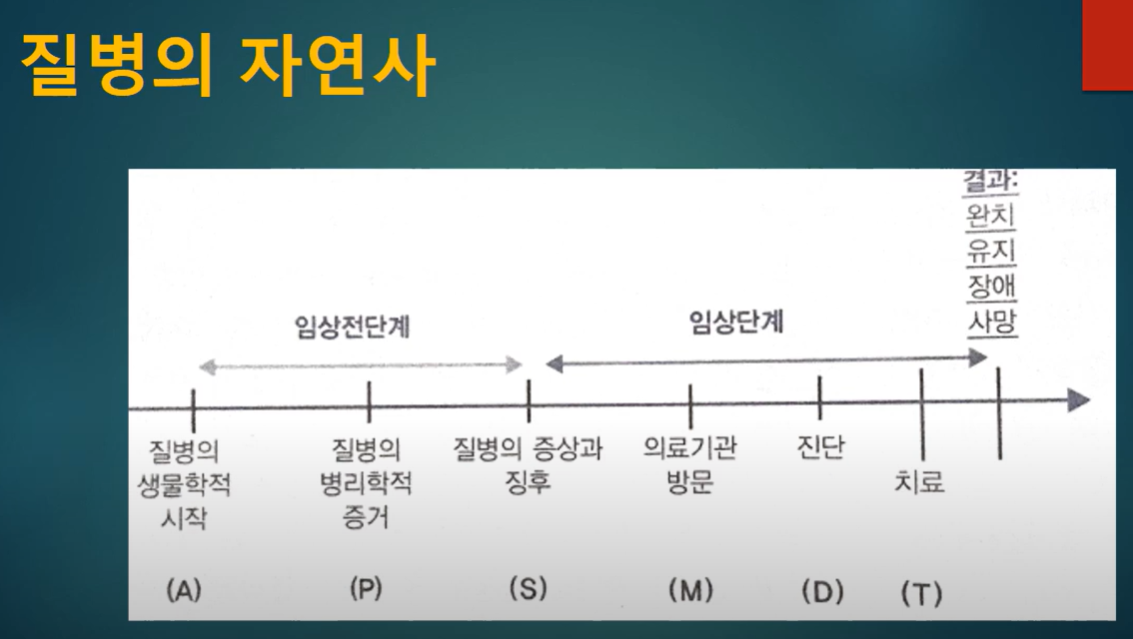 질병의 자연사
결과:
완치
유지
장애
사망
임상전단계
임상단계
질병의
생물학적
시작
질병의
병리학적
증거
질병의 증상과
징후
의료기관
방문
진단
치료
(A)
(P)
(S)
(M)
(D)
(T)